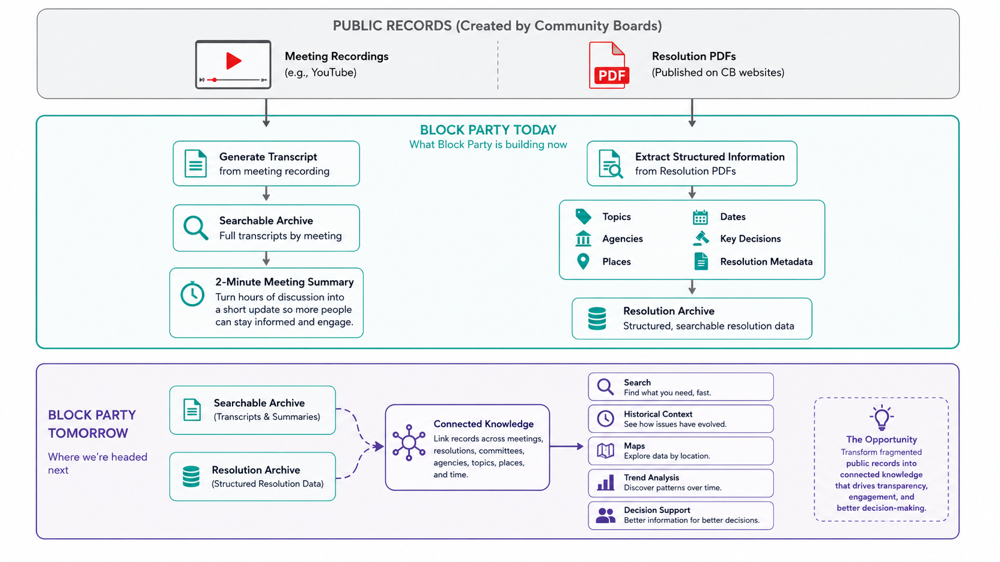 PUBLIC RECORDS (Created by Community Boards)
Meeting Recordings
(e.g., YouTube)
PDF
Resolution PDFs
(Published on CB websites)
BLOCK PARTY TODAY
What Block Party is building now
Generate Transcript
from meeting recording
Searchable Archive
Full transcripts by meeting
2-Minute Meeting Summary
Turn hours of discussion into
a short update so more people
can stay informed and engage.
Extract Structured Information
from Resolution PDFs
Topics
Dates
Agencies
Key Decisions
Places
Resolution Metadata
Resolution Archive
Structured, searchable resolution data
BLOCK PARTY
TOMORROW
Where we're headed
next
Searchable Archive
(Transcripts & Summaries)
Resolution Archive
(Structured Resolution Data)
Connected Knowledge
Link records across meetings,
resolutions, committees,
agencies, topics, places,
and time.
Search
Find what you need, fast.
Historical Context
See how issues have evolved.
Maps
Explore data by location.
Trend Analysis
Discover patterns over time.
Decision Support
Better information for better decisions.
The Opportunity
Transform fragmented
public records into
connected knowledge
that drives transparency,
engagement, and
better decision-making.